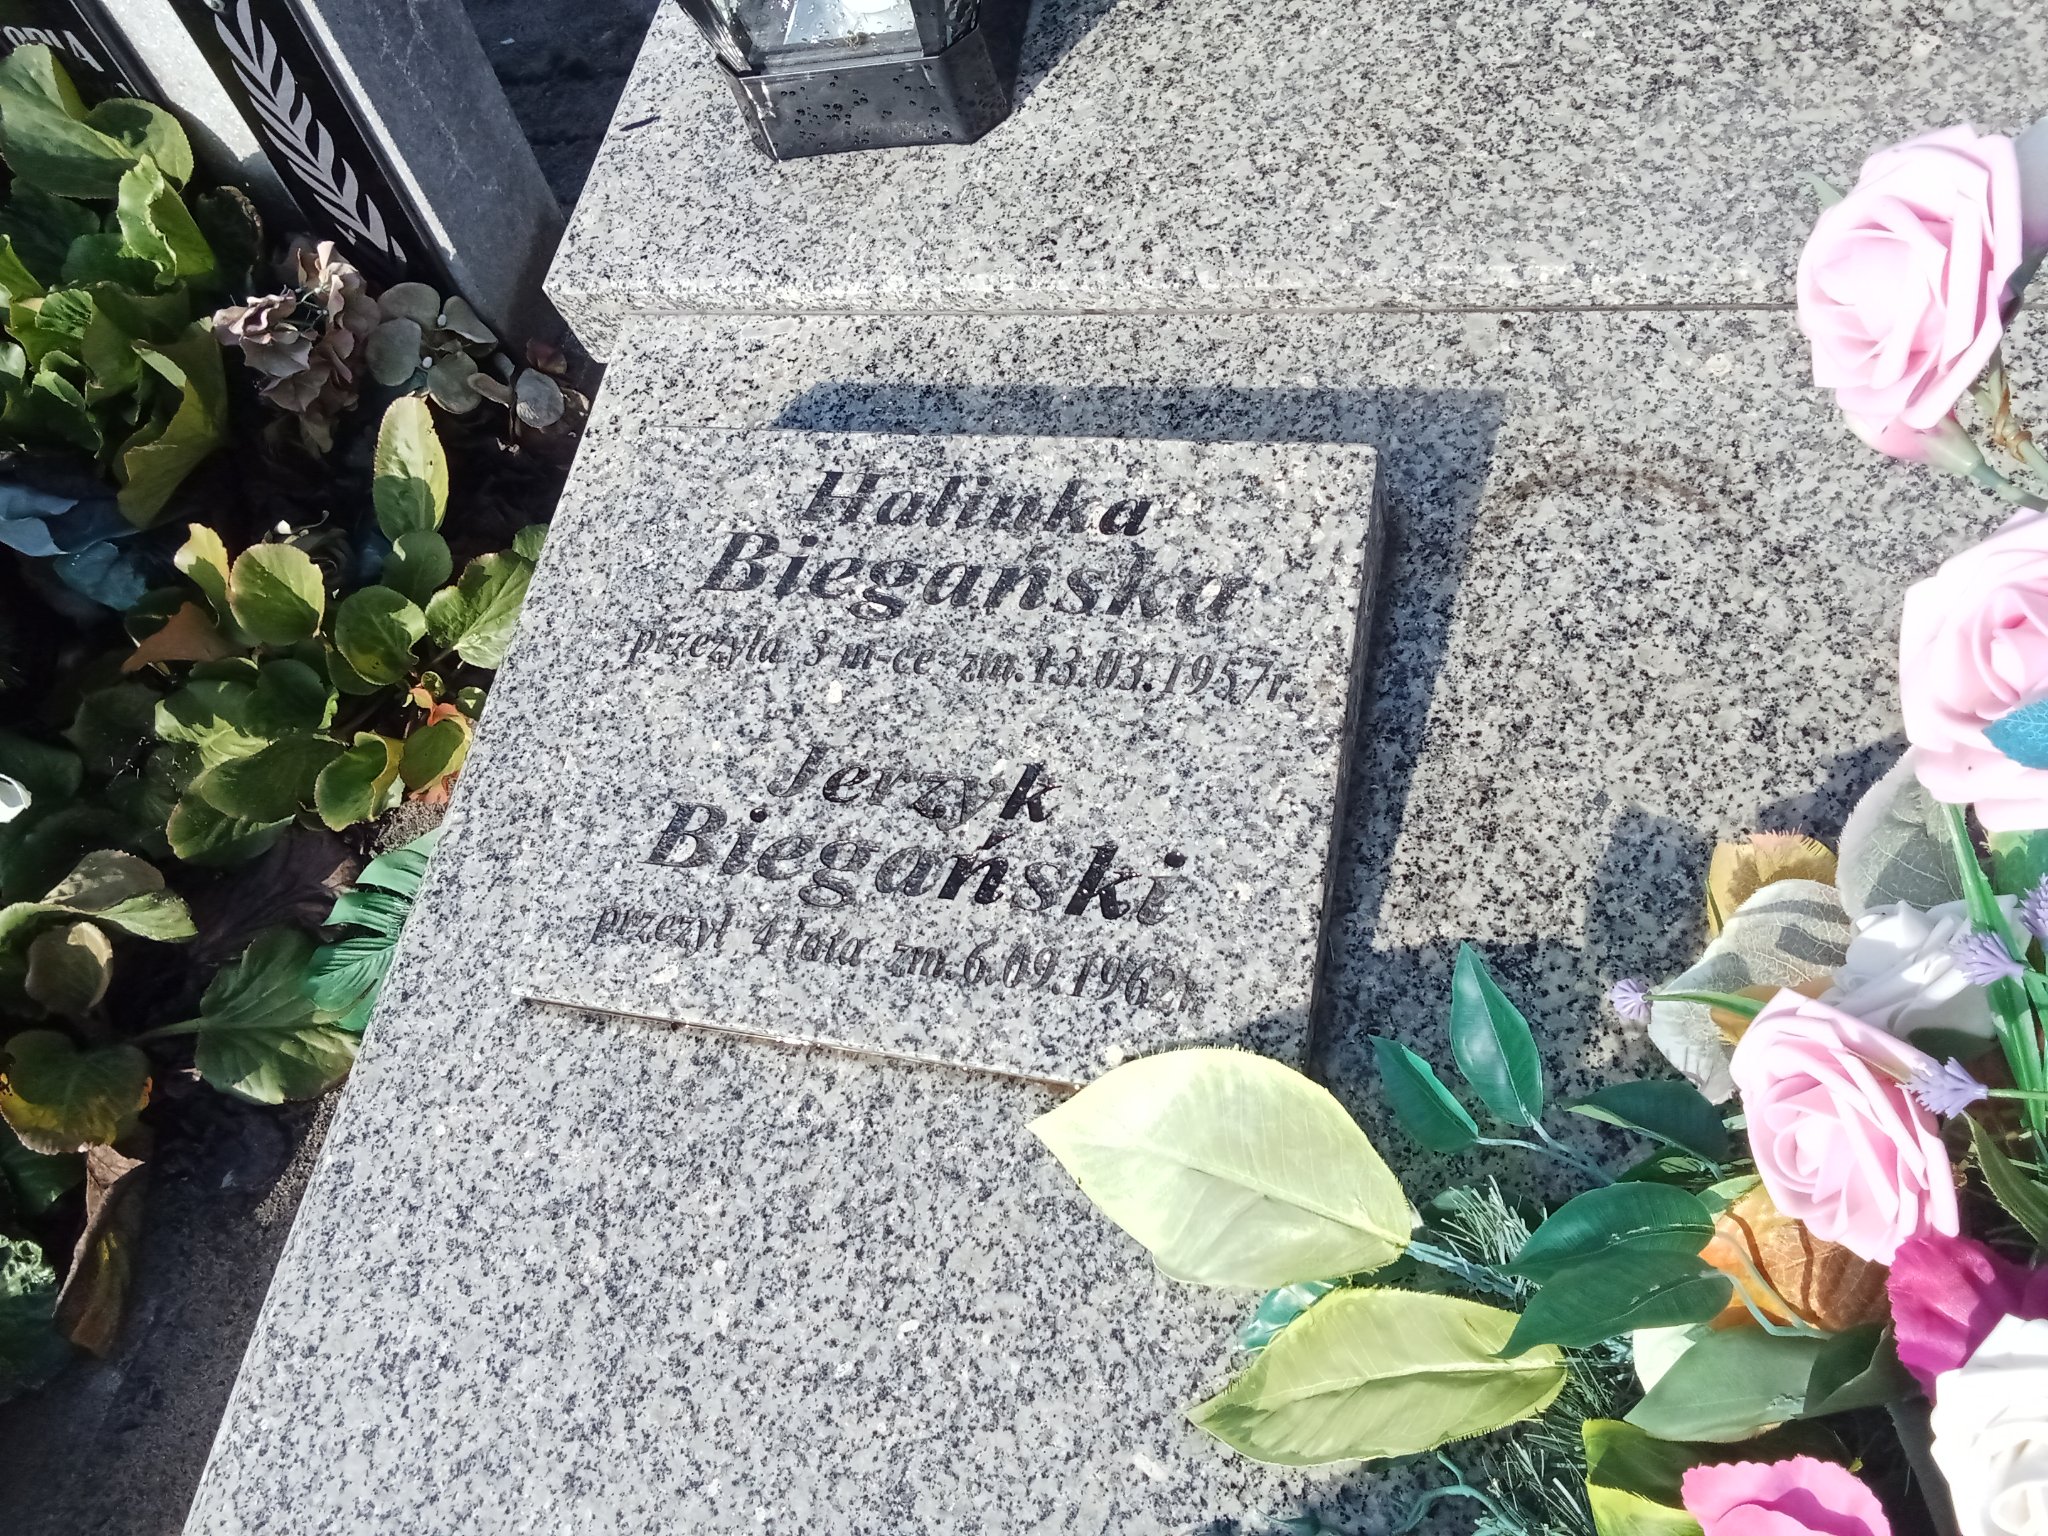 Halinka
Biegańska
przeżyła 3 m-ce zm.13.03.1957r.
Jerzyk
Biegański
przeżył 4 lata zm.6.09.1962r